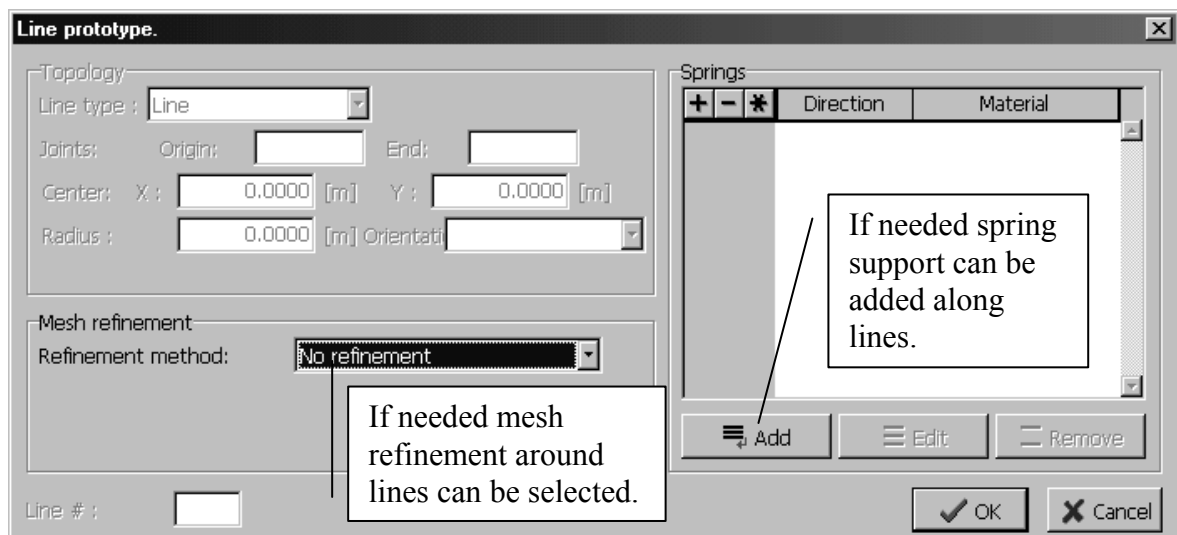 Line prototype.
Topology
Line type : Line
Joints: Origin: End:
Center: X : 0.0000 [m] Y : 0.0000 [m]
Radius : 0.0000 [m] Orientati
Mesh refinement
Refinement method: No refinement
If needed mesh
refinement around
lines can be selected.
Line # :
Springs
+ - * Direction Material
If needed spring
support can be
added along
lines.
Add Edit Remove
OK Cancel